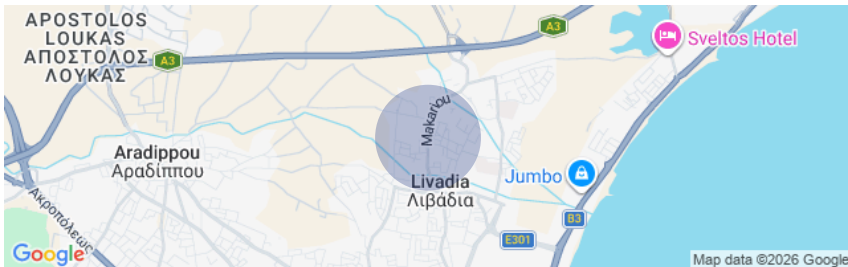 APOSTOLOS
LOUKAS
ΑΠΟΣΤΟΛΟΣ
ΛΟΥΚΑΣ
A3
A3
Sveltos Hotel
Makariou
Aradippou
Αραδίππου
Livadia
Λιβάδια
Jumbo
B3
E301
Ακροπόλεως
Google
Map data ©2026 Google